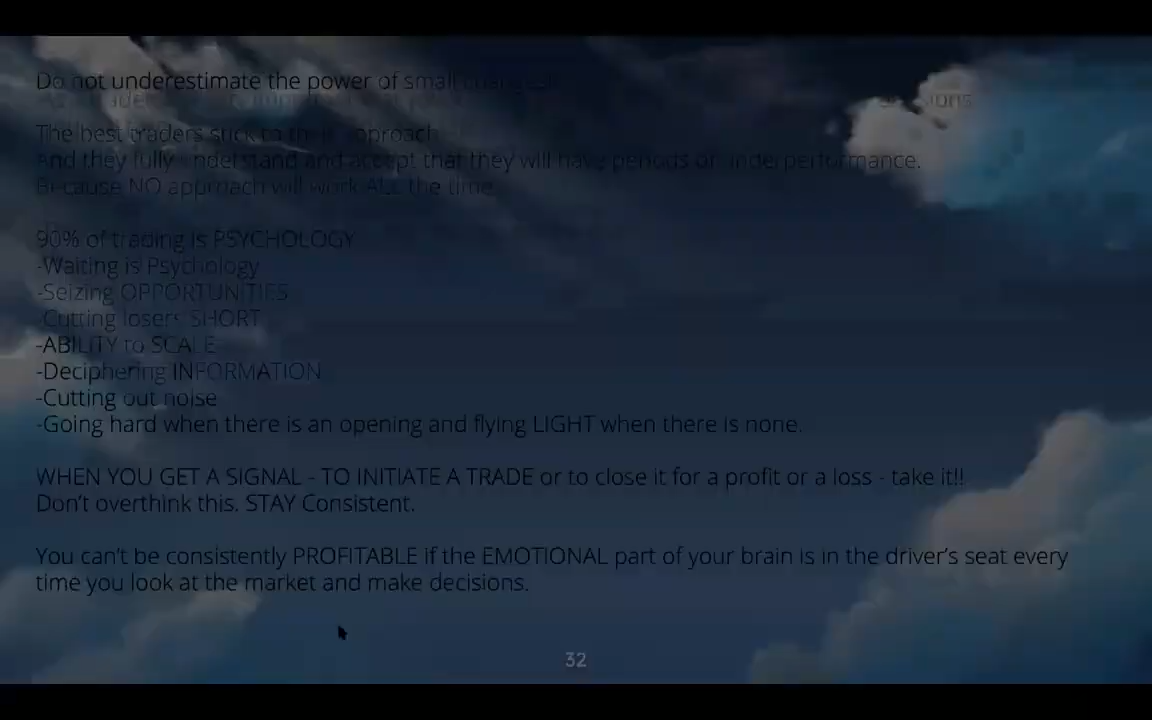 Do not underestimate the power of small changes!!
The best traders stick to their approach
And they fully understand and accept that they will have periods of underperformance.
Because NO approach will work ALL the time.
90% of trading is PSYCHOLOGY
-Waiting is Psychology
-Seizing OPPORTUNITIES
-Cutting losers SHORT
-ABILITY to SCALE
-Deciphering INFORMATION
-Cutting out noise
-Going hard when there is an opening and flying LIGHT when there is none.
WHEN YOU GET A SIGNAL - TO INITIATE A TRADE or to close it for a profit or a loss - take it!!
Don't overthink this. STAY Consistent.
You can't be consistently PROFITABLE if the EMOTIONAL part of your brain is in the driver's seat every
time you look at the market and make decisions.
32